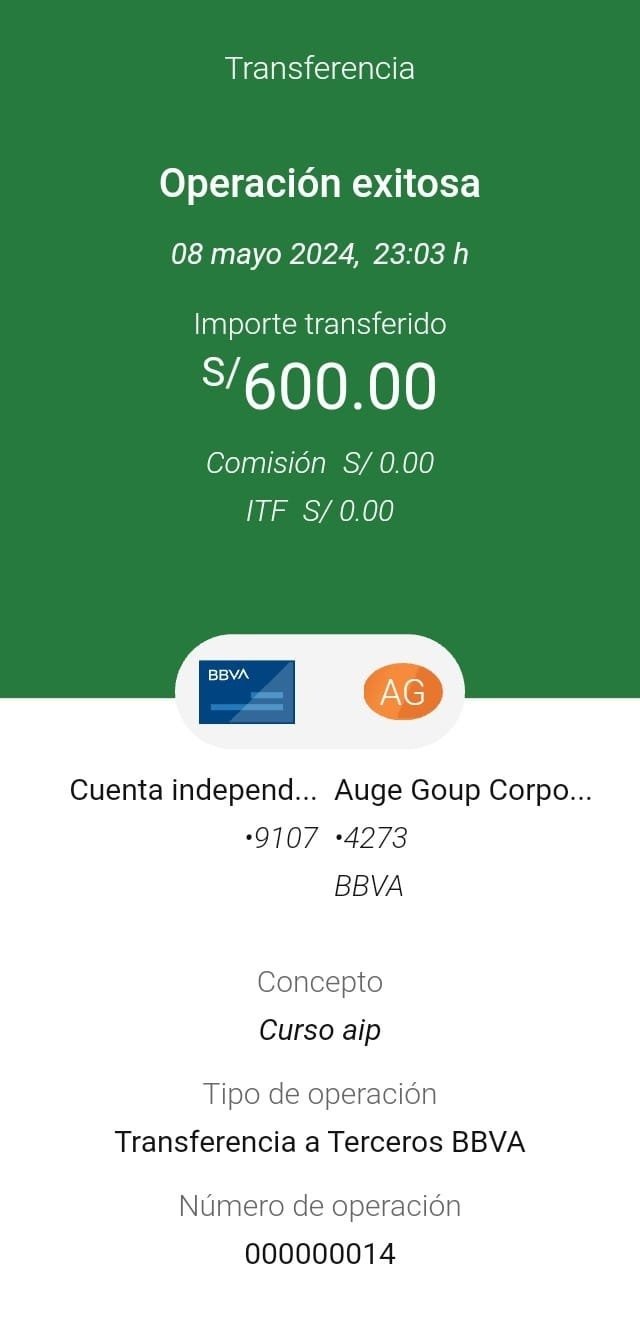 Transferencia
Operación exitosa
08 mayo 2024, 23:03 h
Importe transferido
S/600.00
Comisión S/ 0.00
ITF S/ 0.00
BBVA AG
Cuenta independ... Auge Goup Corpo...
•9107 •4273
BBVA
Concepto
Curso aip
Tipo de operación
Transferencia a Terceros BBVA
Número de operación
000000014